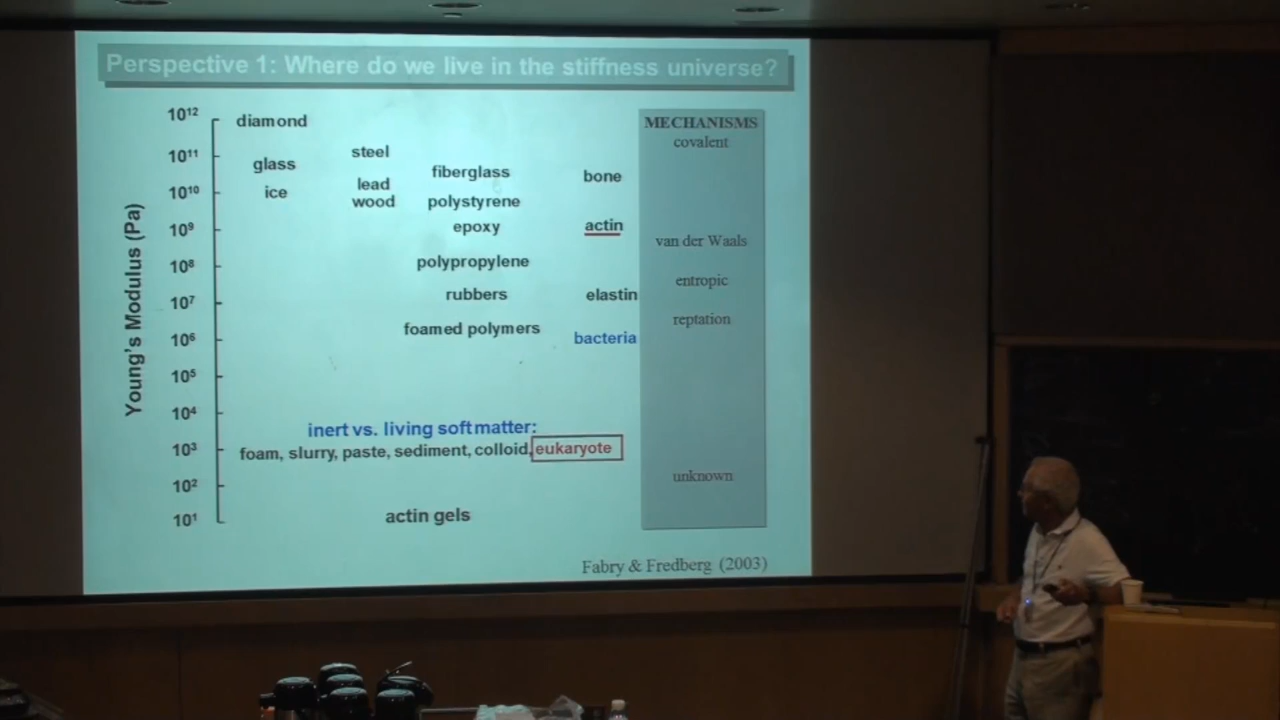 Perspective 1: Where do we live in the stiffness universe?
Young's Modulus (Pa)
10¹² diamond
10¹¹ glass steel fiberglass bone
10¹⁰ ice lead
wood polystyrene
10⁹ epoxy actin
10⁸ polypropylene
10⁷ rubbers elastin
10⁶ foamed polymers bacteria
10⁵
10⁴
inert vs. living soft matter:
10³ foam, slurry, paste, sediment, colloid, eukaryote
10²
10¹ actin gels
MECHANISMS
covalent
van der Waals
entropic
reptation
unknown
Fabry & Fredberg (2003)